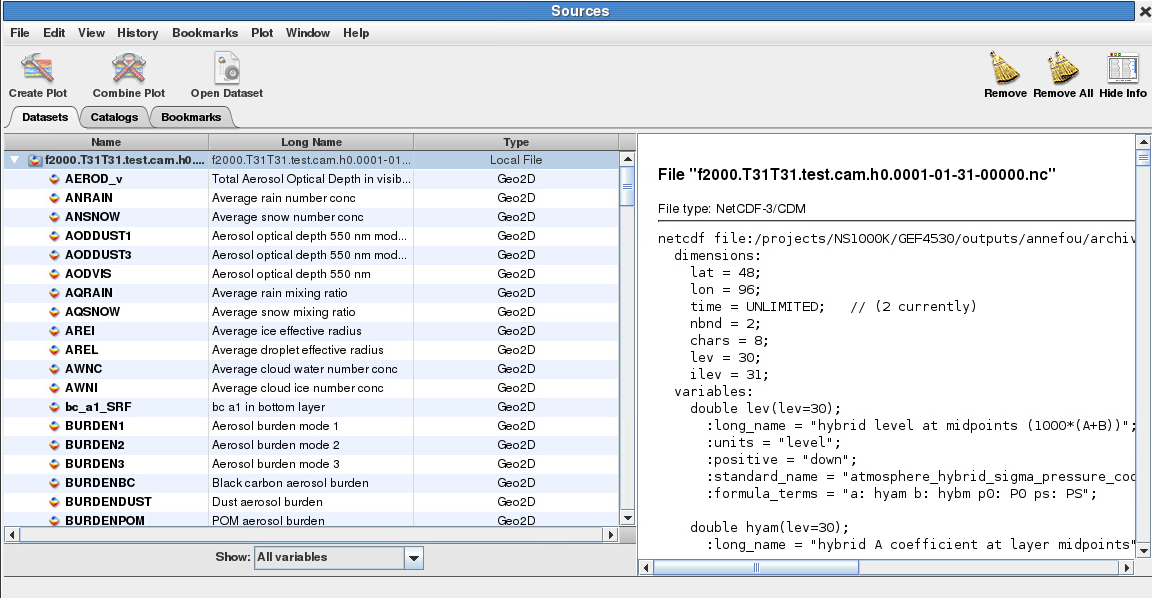 Sources
File Edit View History Bookmarks Plot Window Help
Create Plot Combine Plot Open Dataset Remove Remove All Hide Info
Datasets Catalogs Bookmarks
Name Long Name Type
f2000.T31T31.test.cam.h0.... f2000.T31T31.test.cam.h0.0001-01... Local File
AEROD_v Total Aerosol Optical Depth in visib... Geo2D
ANRAIN Average rain number conc Geo2D
ANSNOW Average snow number conc Geo2D
AODDUST1 Aerosol optical depth 550 nm mod... Geo2D
AODDUST3 Aerosol optical depth 550 nm mod... Geo2D
AODVIS Aerosol optical depth 550 nm Geo2D
AQRAIN Average rain mixing ratio Geo2D
AQSNOW Average snow mixing ratio Geo2D
AREI Average ice effective radius Geo2D
AREL Average droplet effective radius Geo2D
AWNC Average cloud water number conc Geo2D
AWNI Average cloud ice number conc Geo2D
bc_a1_SRF bc a1 in bottom layer Geo2D
BURDEN1 Aerosol burden mode 1 Geo2D
BURDEN2 Aerosol burden mode 2 Geo2D
BURDEN3 Aerosol burden mode 3 Geo2D
BURDENBC Black carbon aerosol burden Geo2D
BURDENDUST Dust aerosol burden Geo2D
BURDENPOM POM aerosol burden Geo2D
Show: All variables
File "f2000.T31T31.test.cam.h0.0001-01-31-00000.nc"
File type: NetCDF-3/CDM
netcdf file:/projects/NS1000K/GEF4530/outputs/annefou/archiv
dimensions:
lat = 48;
lon = 96;
time = UNLIMITED; // (2 currently)
nbnd = 2;
chars = 8;
lev = 30;
ilev = 31;
variables:
double lev(lev=30);
:long_name = "hybrid level at midpoints (1000*(A+B))";
:units = "level";
:positive = "down";
:standard_name = "atmosphere_hybrid_sigma_pressure_coo
:formula_terms = "a: hyam b: hybm p0: P0 ps: PS";
double hyam(lev=30);
:long_name = "hybrid A coefficient at layer midpoints"